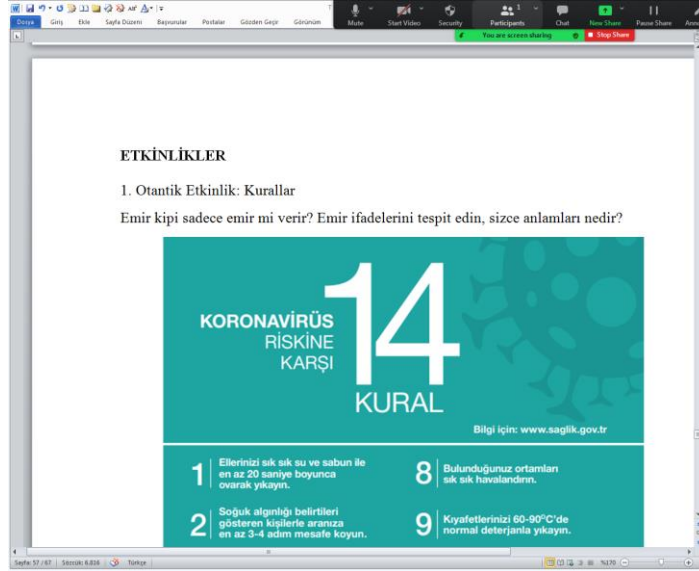 Dosya Giriş Ekle Sayfa Düzeni Başvurular Postalar Gözden Geçir Görünüm
Mute Start Video Security Participants 1 Chat New Share Pause Share
You are screen sharing Stop Share
ETKİNLİKLER
1. Otantik Etkinlik: Kurallar
Emir kipi sadece emir mi verir? Emir ifadelerini tespit edin, sizce anlamları nedir?
KORONAVİRÜS
RİSKİNE
KARŞI
14
KURAL
Bilgi için: www.saglik.gov.tr
1
Ellerinizi sık sık su ve sabun ile
en az 20 saniye boyunca
ovarak yıkayın.
2
Soğuk algınlığı belirtileri
gösteren kişilerle aranıza
en az 3-4 adım mesafe koyun.
8
Bulunduğunuz ortamları
sık sık havalandırın.
9
Kıyafetlerinizi 60-90°C'de
normal deterjanla yıkayın.
Sayfa: 57 / 67 Sözcük: 6.816 Türkçe %170